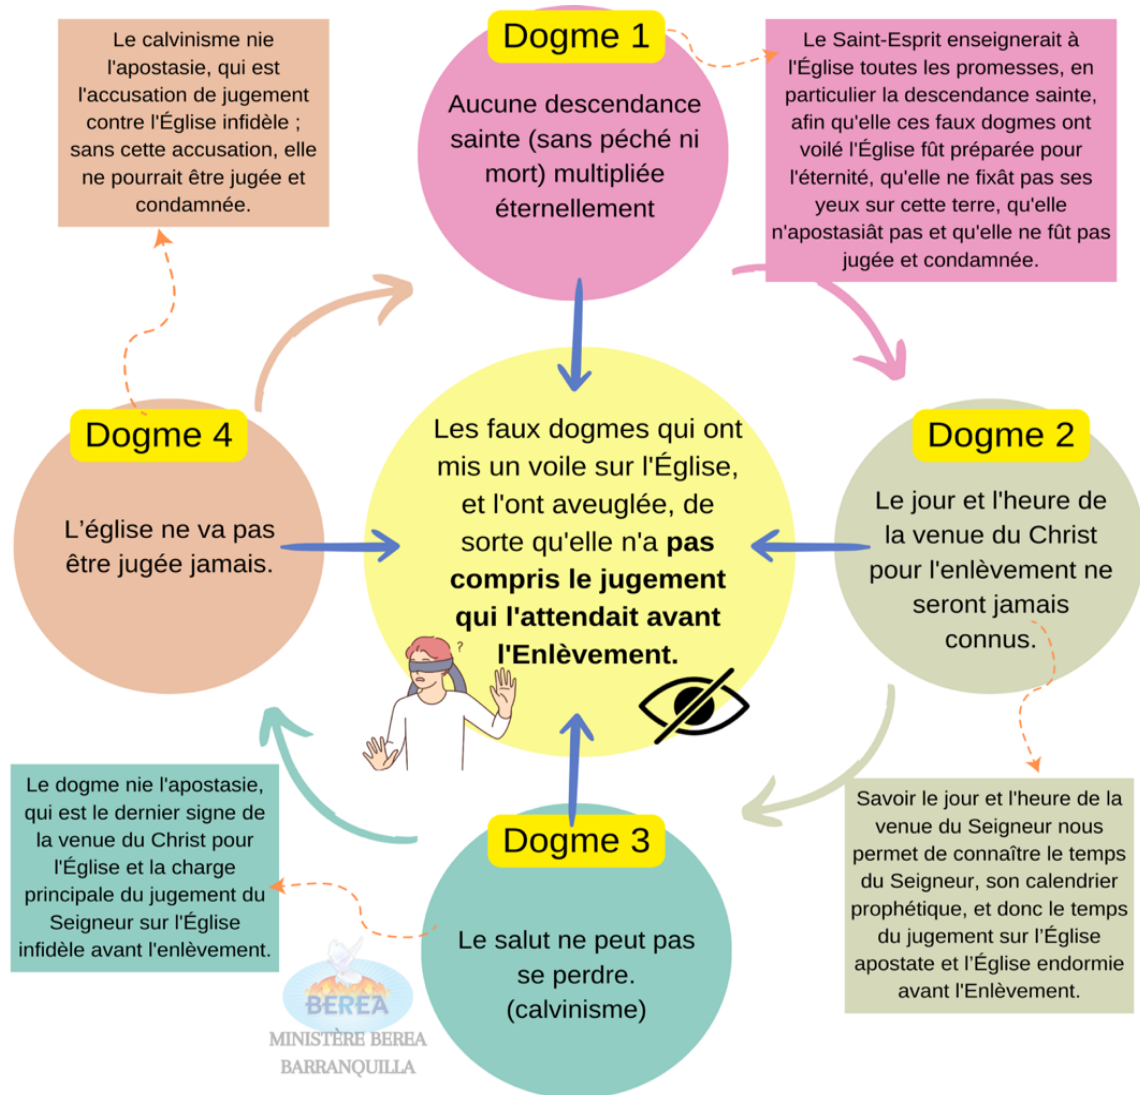 Dogme 1
Aucune descendance
sainte (sans péché ni
mort) multipliée
éternellement
Le Saint-Esprit enseignerait à
l'Église toutes les promesses, en
particulier la descendance sainte,
afin qu'elle ces faux dogmes ont
voilé l'Église fût préparée pour
l'éternité, qu'elle ne fixât pas ses
yeux sur cette terre, qu'elle
n'apostasiât pas et qu'elle ne fût pas
jugée et condamnée.
Dogme 2
Le jour et l'heure de
la venue du Christ
pour l'enlèvement ne
seront jamais
connus.
Savoir le jour et l'heure de la
venue du Seigneur nous
permet de connaître le temps
du Seigneur, son calendrier
prophétique, et donc le temps
du jugement sur l'Église
apostate et l'Église endormie
avant l'Enlèvement.
Dogme 3
Le salut ne peut pas
se perdre.
(calvinisme)
Le dogme nie l'apostasie,
qui est le dernier signe de
la venue du Christ pour
l'Église et la charge
principale du jugement du
Seigneur sur l'Église
infidèle avant l'enlèvement.
Dogme 4
L'église ne va pas
être jugée jamais.
Le calvinisme nie
l'apostasie, qui est
l'accusation de jugement
contre l'Église infidèle ;
sans cette accusation, elle
ne pourrait être jugée et
condamnée.
Les faux dogmes qui ont
mis un voile sur l'Église,
et l'ont aveuglée, de
sorte qu'elle n'a pas
compris le jugement
qui l'attendait avant
l'Enlèvement.
?
BEREA
MINISTÈRE BEREA
BARRANQUILLA